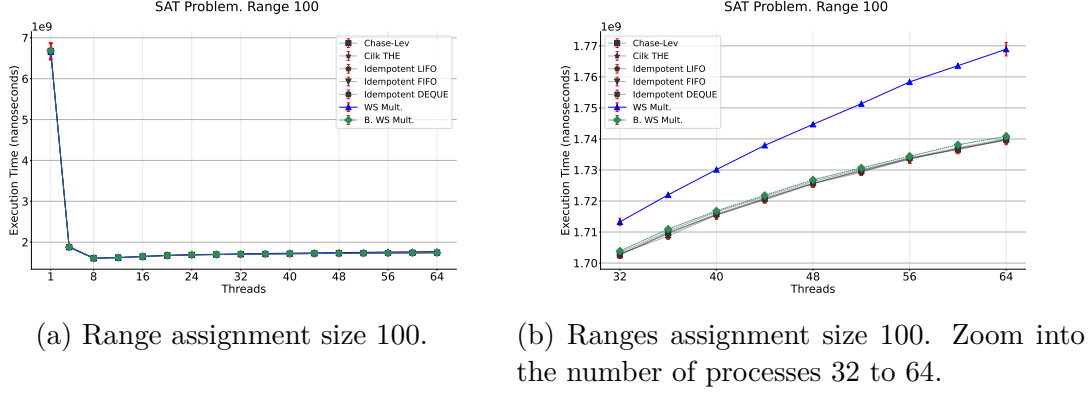 SAT Problem. Range 100
1e9
7
6
5
4
3
2
Execution Time (nanoseconds)
Chase-Lev
Cilk THE
Idempotent LIFO
Idempotent FIFO
Idempotent DEQUE
WS Mult.
B. WS Mult.
1 8 16 24 32 40 48 56 64
Threads
(a) Range assignment size 100.
SAT Problem. Range 100
1e9
1.77
1.76
1.75
1.74
1.73
1.72
1.71
1.70
Execution Time (nanoseconds)
Chase-Lev
Cilk THE
Idempotent LIFO
Idempotent FIFO
Idempotent DEQUE
WS Mult.
B. WS Mult.
32 40 48 56 64
Threads
(b) Ranges assignment size 100. Zoom into
the number of processes 32 to 64.